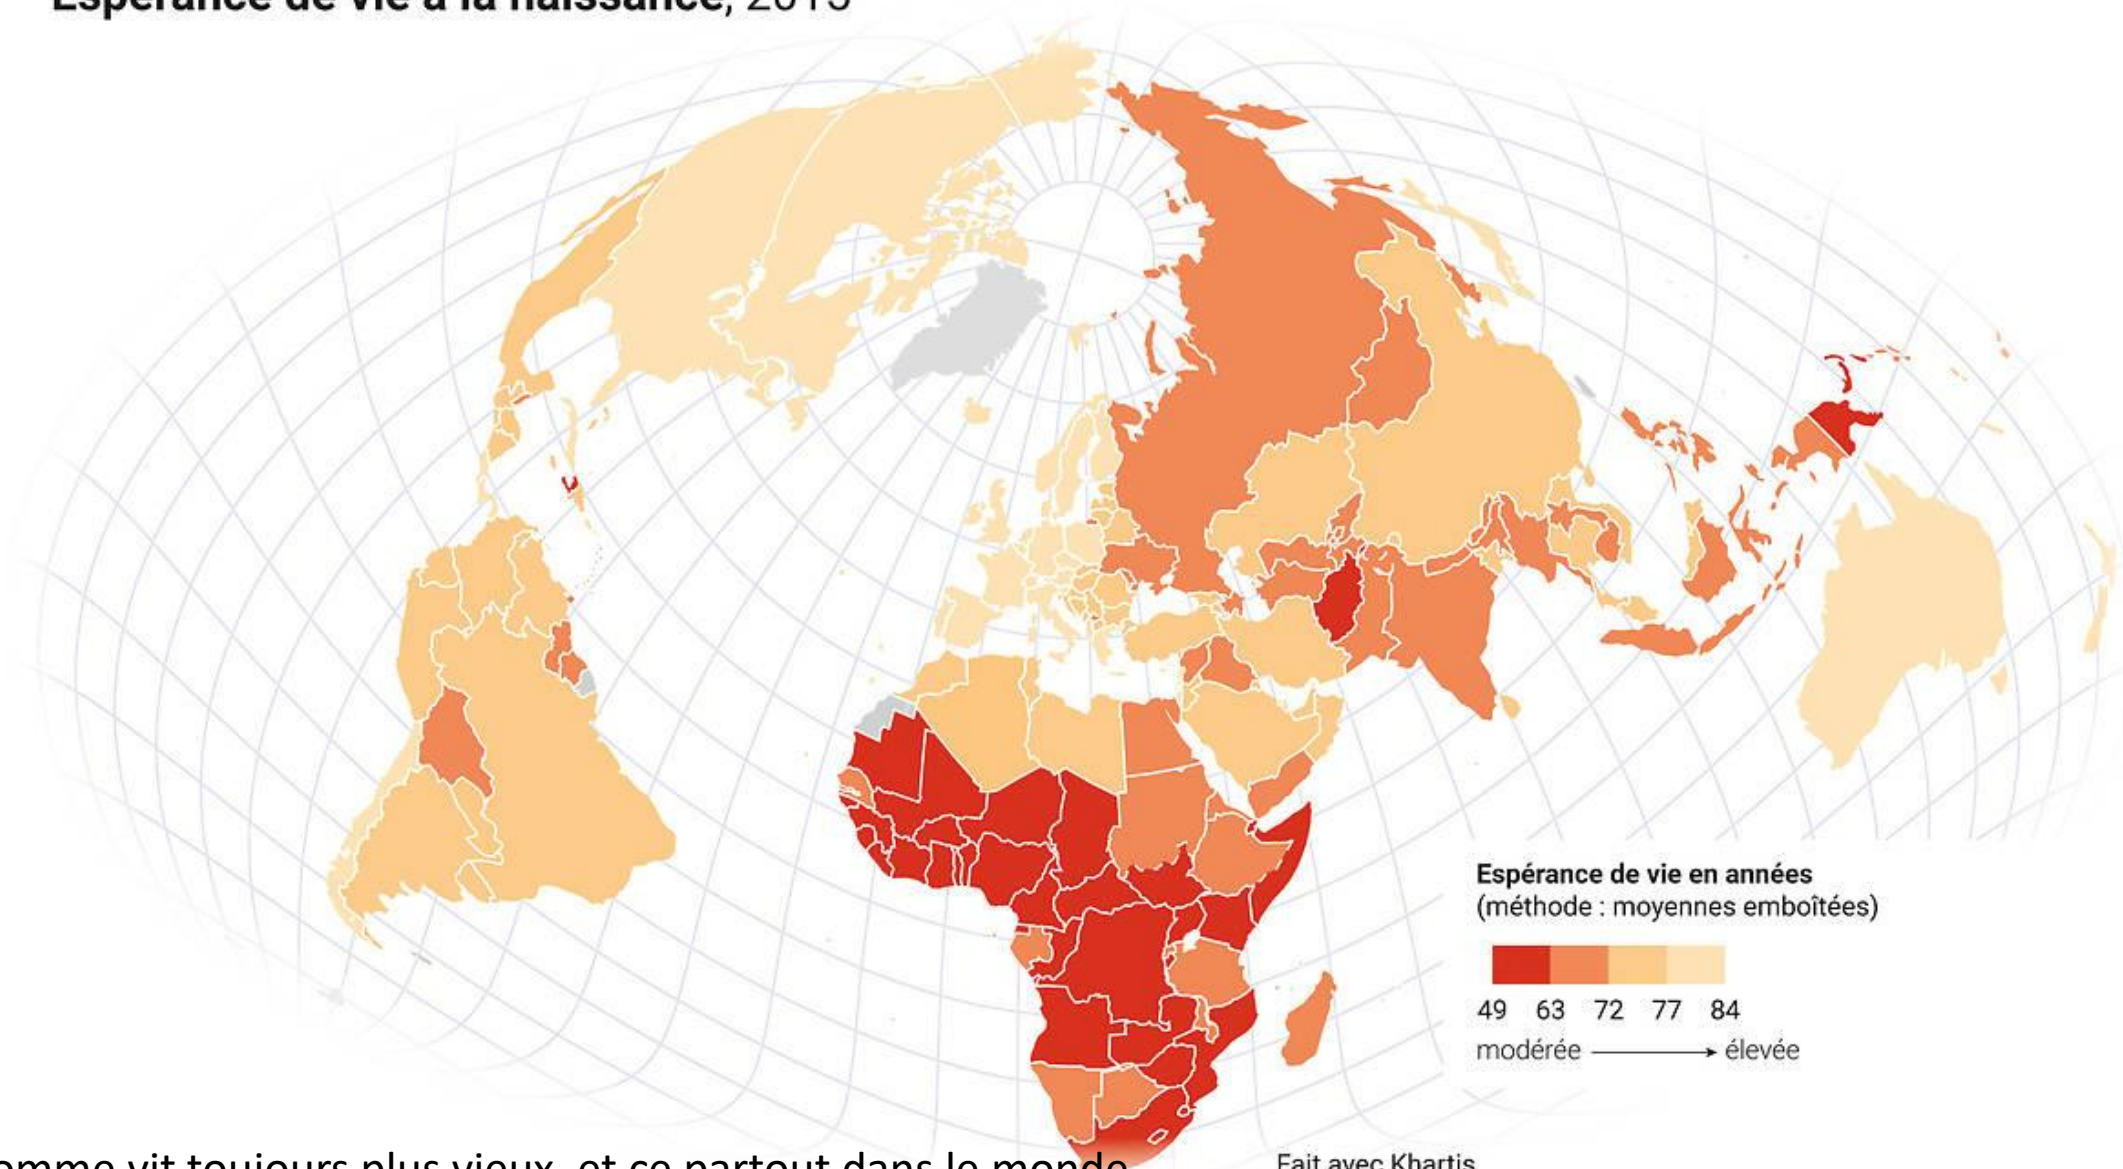 Espérance de vie à la naissance, 2015
Espérance de vie en années
(méthode : moyennes emboîtées)
49 63 72 77 84
modérée élevée
omme vit toujours plus vieux, et ce partout dans le monde
Fait avec Khartis